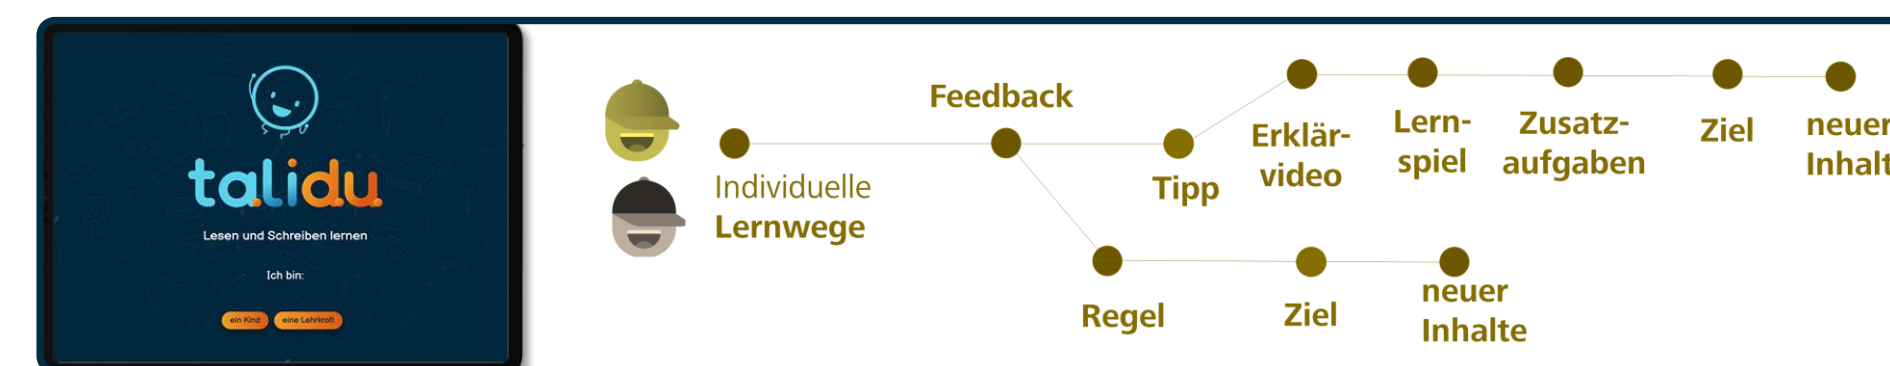 talidu
Lesen und Schreiben lernen
Ich bin:
ein Kind
eine Lehrkraft
Individuelle
Lernwege
Feedback
Tipp
Erklär-
video
Lern-
spiel
Zusatz-
aufgaben
Ziel
neuer
Inhalt
Regel
Ziel
neuer
Inhalte